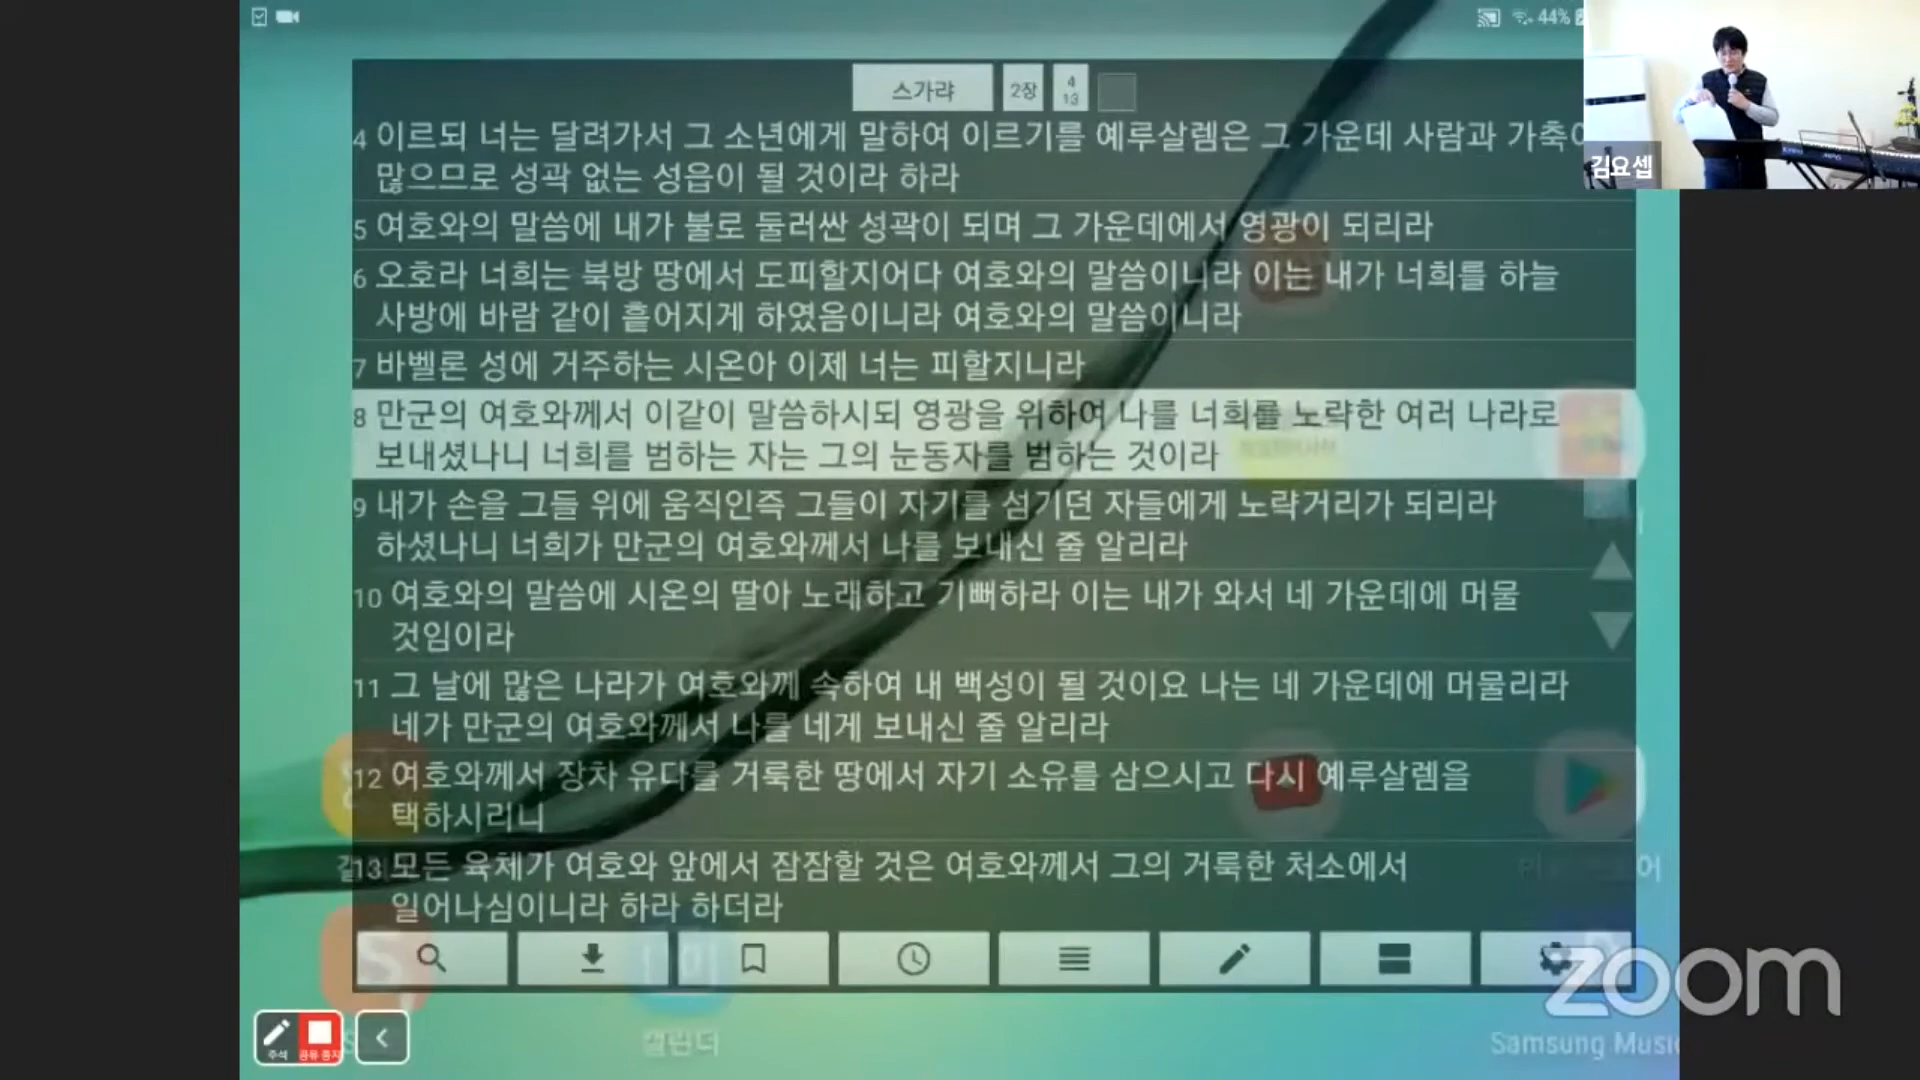 44%
스가랴 2장 4 13
4 이르되 너는 달려가서 그 소년에게 말하여 이르기를 예루살렘은 그 가운데 사람과 가축이
많으므로 성곽 없는 성읍이 될 것이라 하라
5 여호와의 말씀에 내가 불로 둘러싼 성곽이 되며 그 가운데에서 영광이 되리라
6 오호라 너희는 북방 땅에서 도피할지어다 여호와의 말씀이니라 이는 내가 너희를 하늘
사방에 바람 같이 흩어지게 하였음이니라 여호와의 말씀이니라
7 바벨론 성에 거주하는 시온아 이제 너는 피할지니라
8 만군의 여호와께서 이같이 말씀하시되 영광을 위하여 나를 너희를 노략한 여러 나라로
보내셨나니 너희를 범하는 자는 그의 눈동자를 범하는 것이라
9 내가 손을 그들 위에 움직인즉 그들이 자기를 섬기던 자들에게 노략거리가 되리라
하셨나니 너희가 만군의 여호와께서 나를 보내신 줄 알리라
10 여호와의 말씀에 시온의 딸아 노래하고 기뻐하라 이는 내가 와서 네 가운데에 머물
것임이라
11 그 날에 많은 나라가 여호와께 속하여 내 백성이 될 것이요 나는 네 가운데에 머물리라
네가 만군의 여호와께서 나를 네게 보내신 줄 알리라
12 여호와께서 장차 유다를 거룩한 땅에서 자기 소유를 삼으시고 다시 예루살렘을
택하시리니
13 모든 육체가 여호와 앞에서 잠잠할 것은 여호와께서 그의 거룩한 처소에서
일어나심이니라 하라 하더라
김요셉
주석 공유 중지
캘린더
Samsung Music
zoom